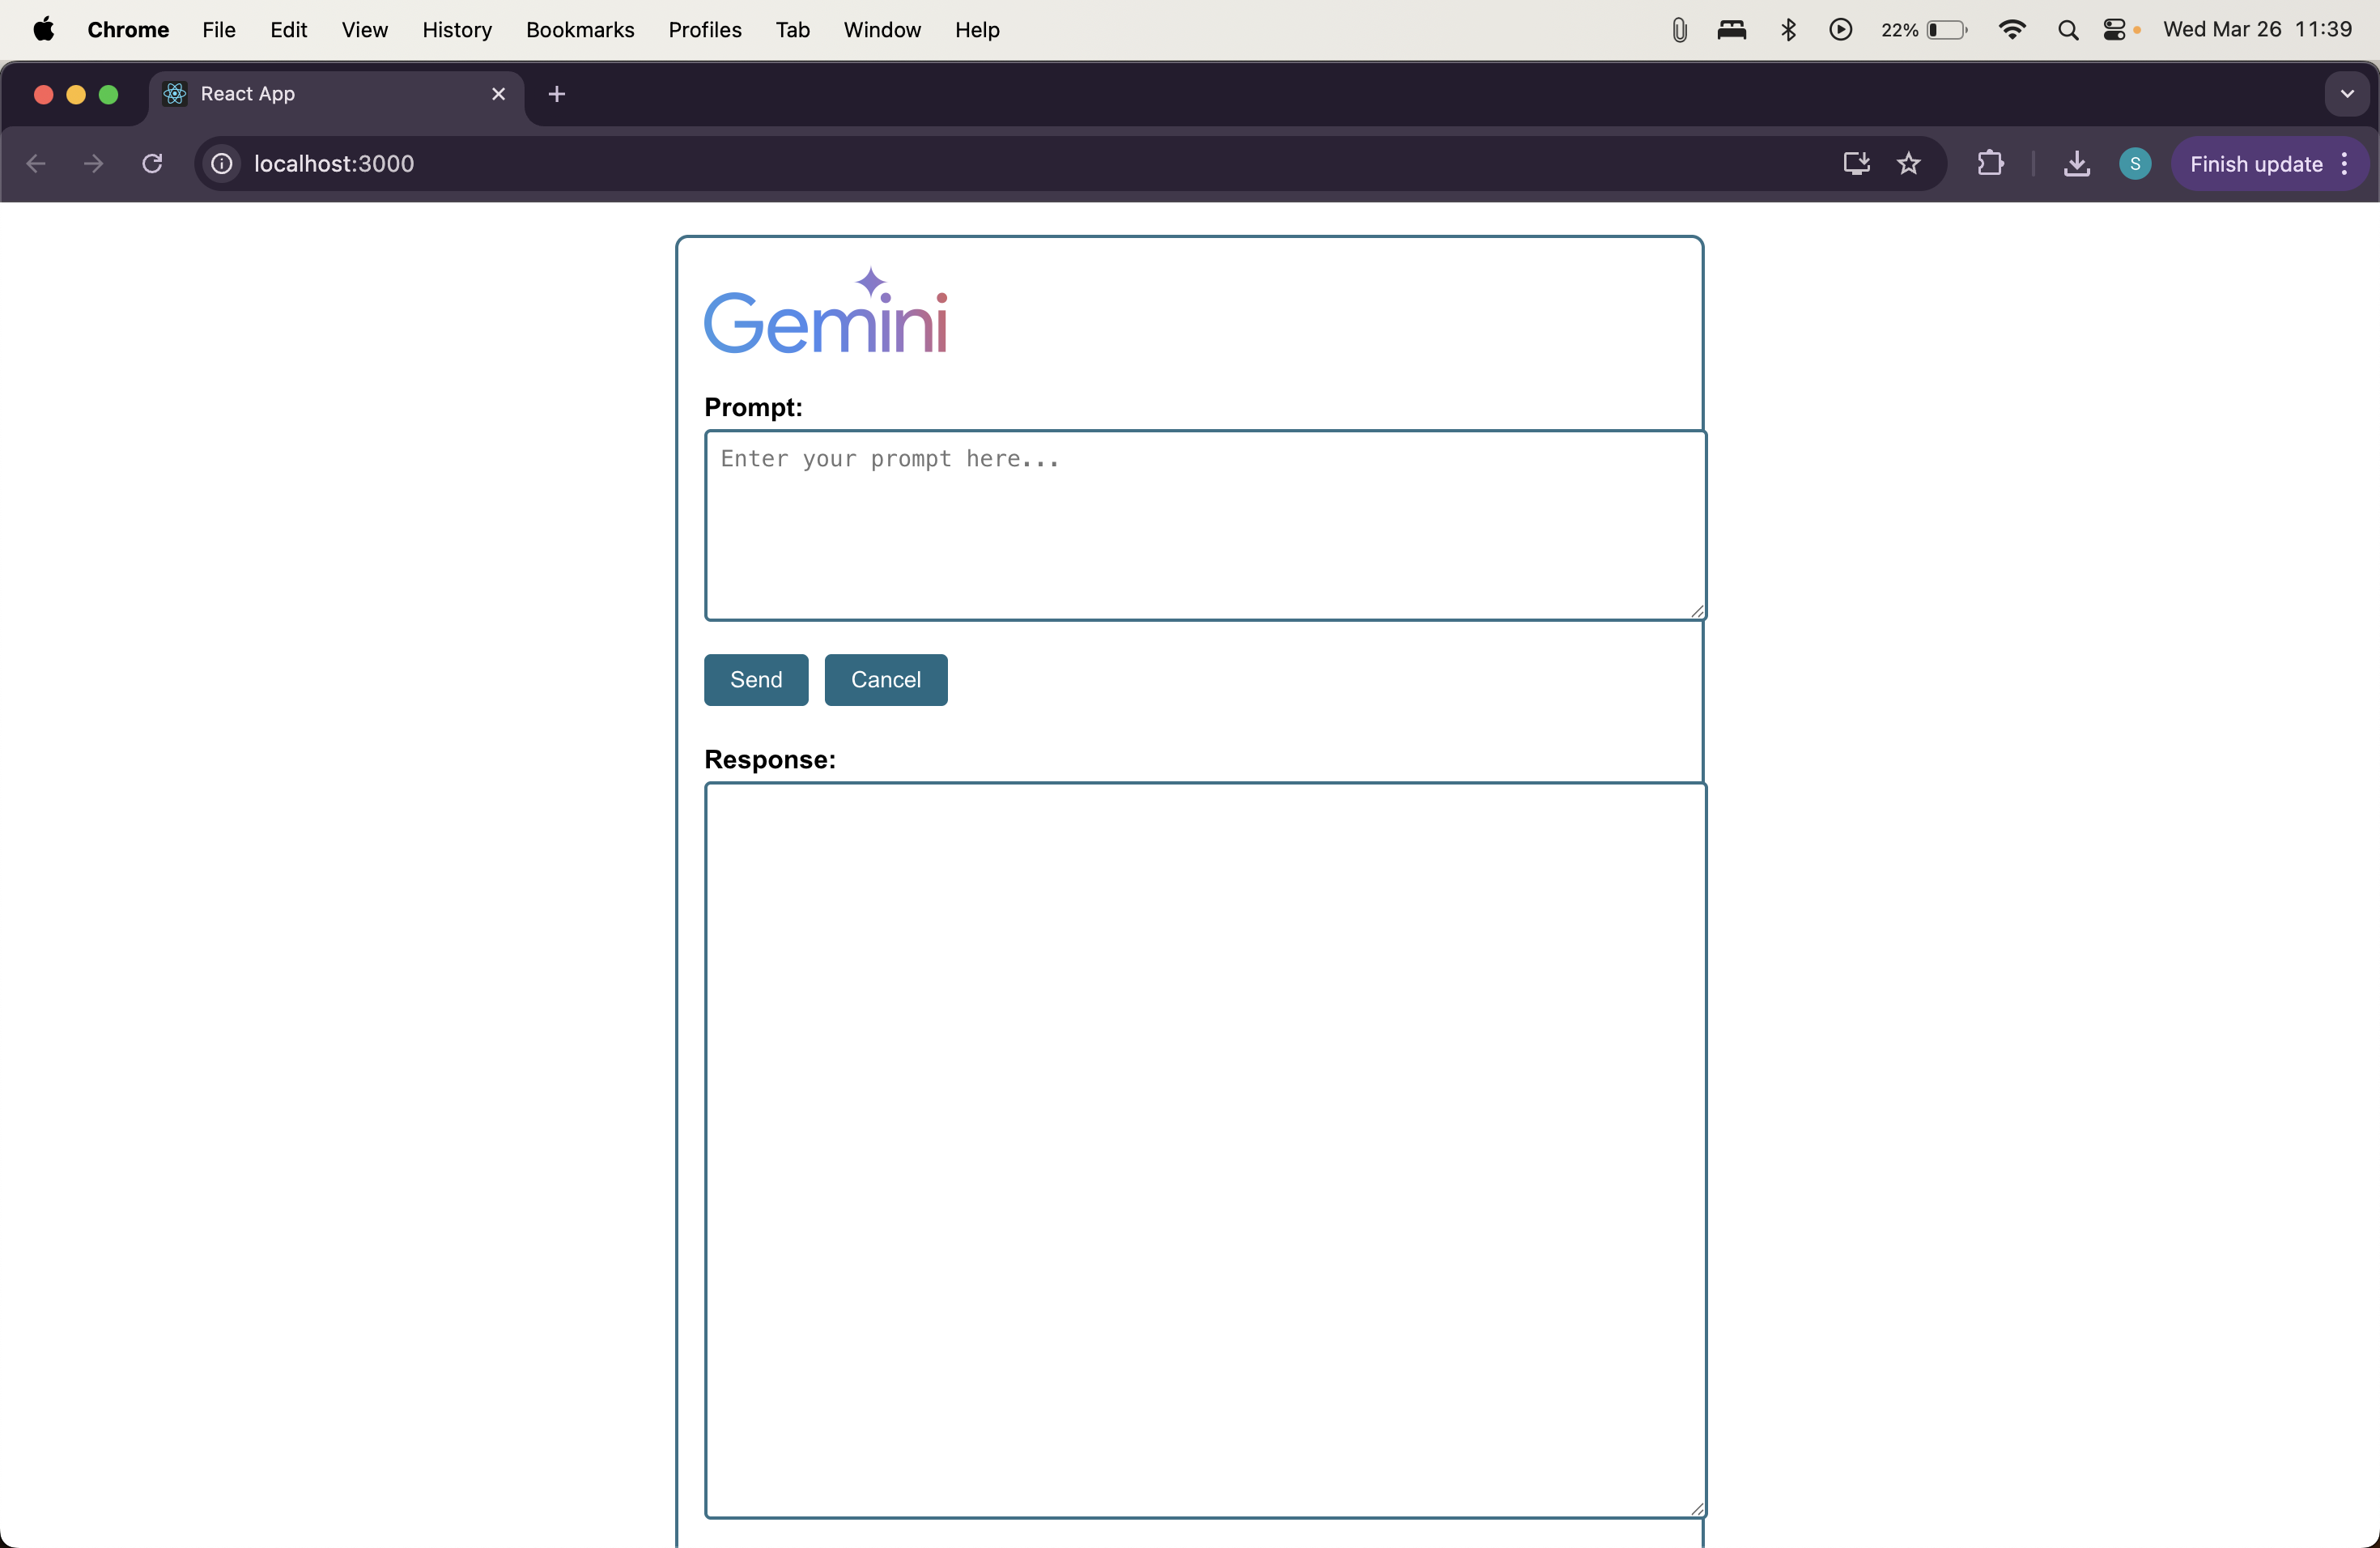 Chrome File Edit View History Bookmarks Profiles Tab Window Help 22% Wed Mar 26 11:39
React App
localhost:3000 S Finish update
Gemini
Prompt:
Enter your prompt here...
Send Cancel
Response: